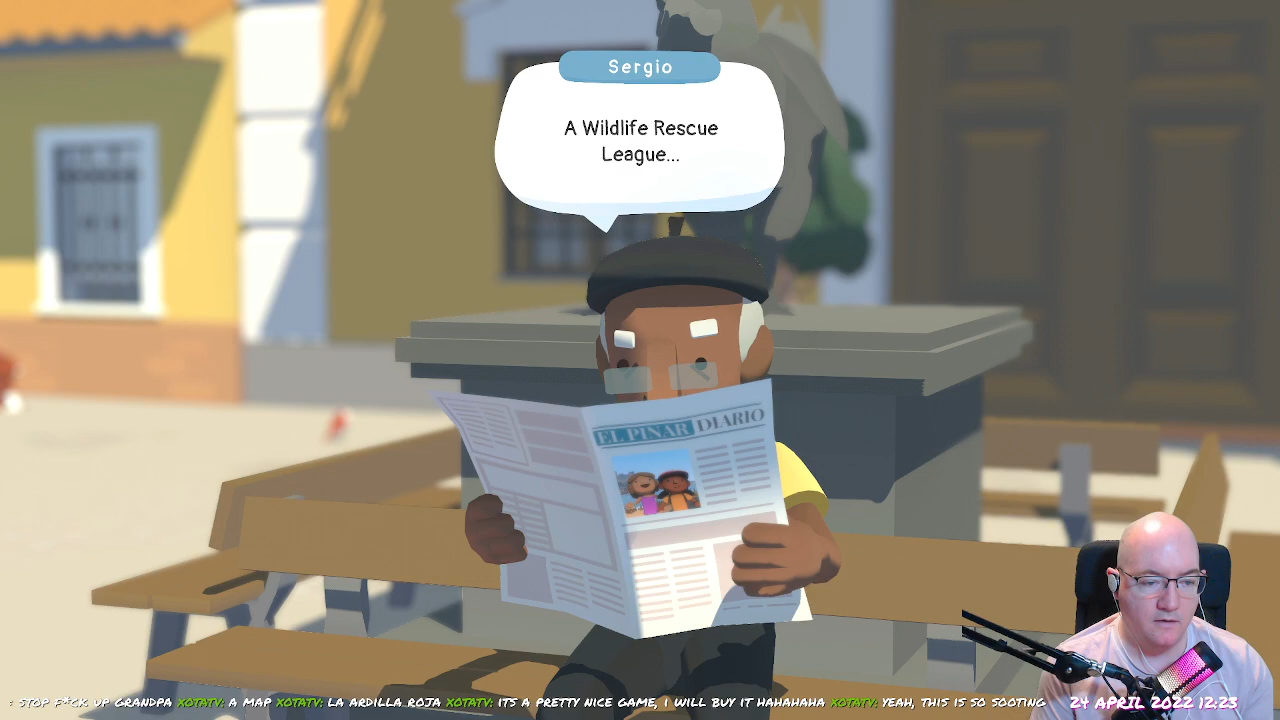 Sergio
A Wildlife Rescue
League...
EL PINAR DIARIO
: STOP F*CK UP GRANDPA XOTATV: A MAP XOTATV: LA ARDILLA ROJA XOTATV: ITS A PRETTY NICE GAME, I WILL BUY IT HAHAHAHA XOTATV: YEAH, THIS IS SO SOOTING
24 APRIL 2022 12:23